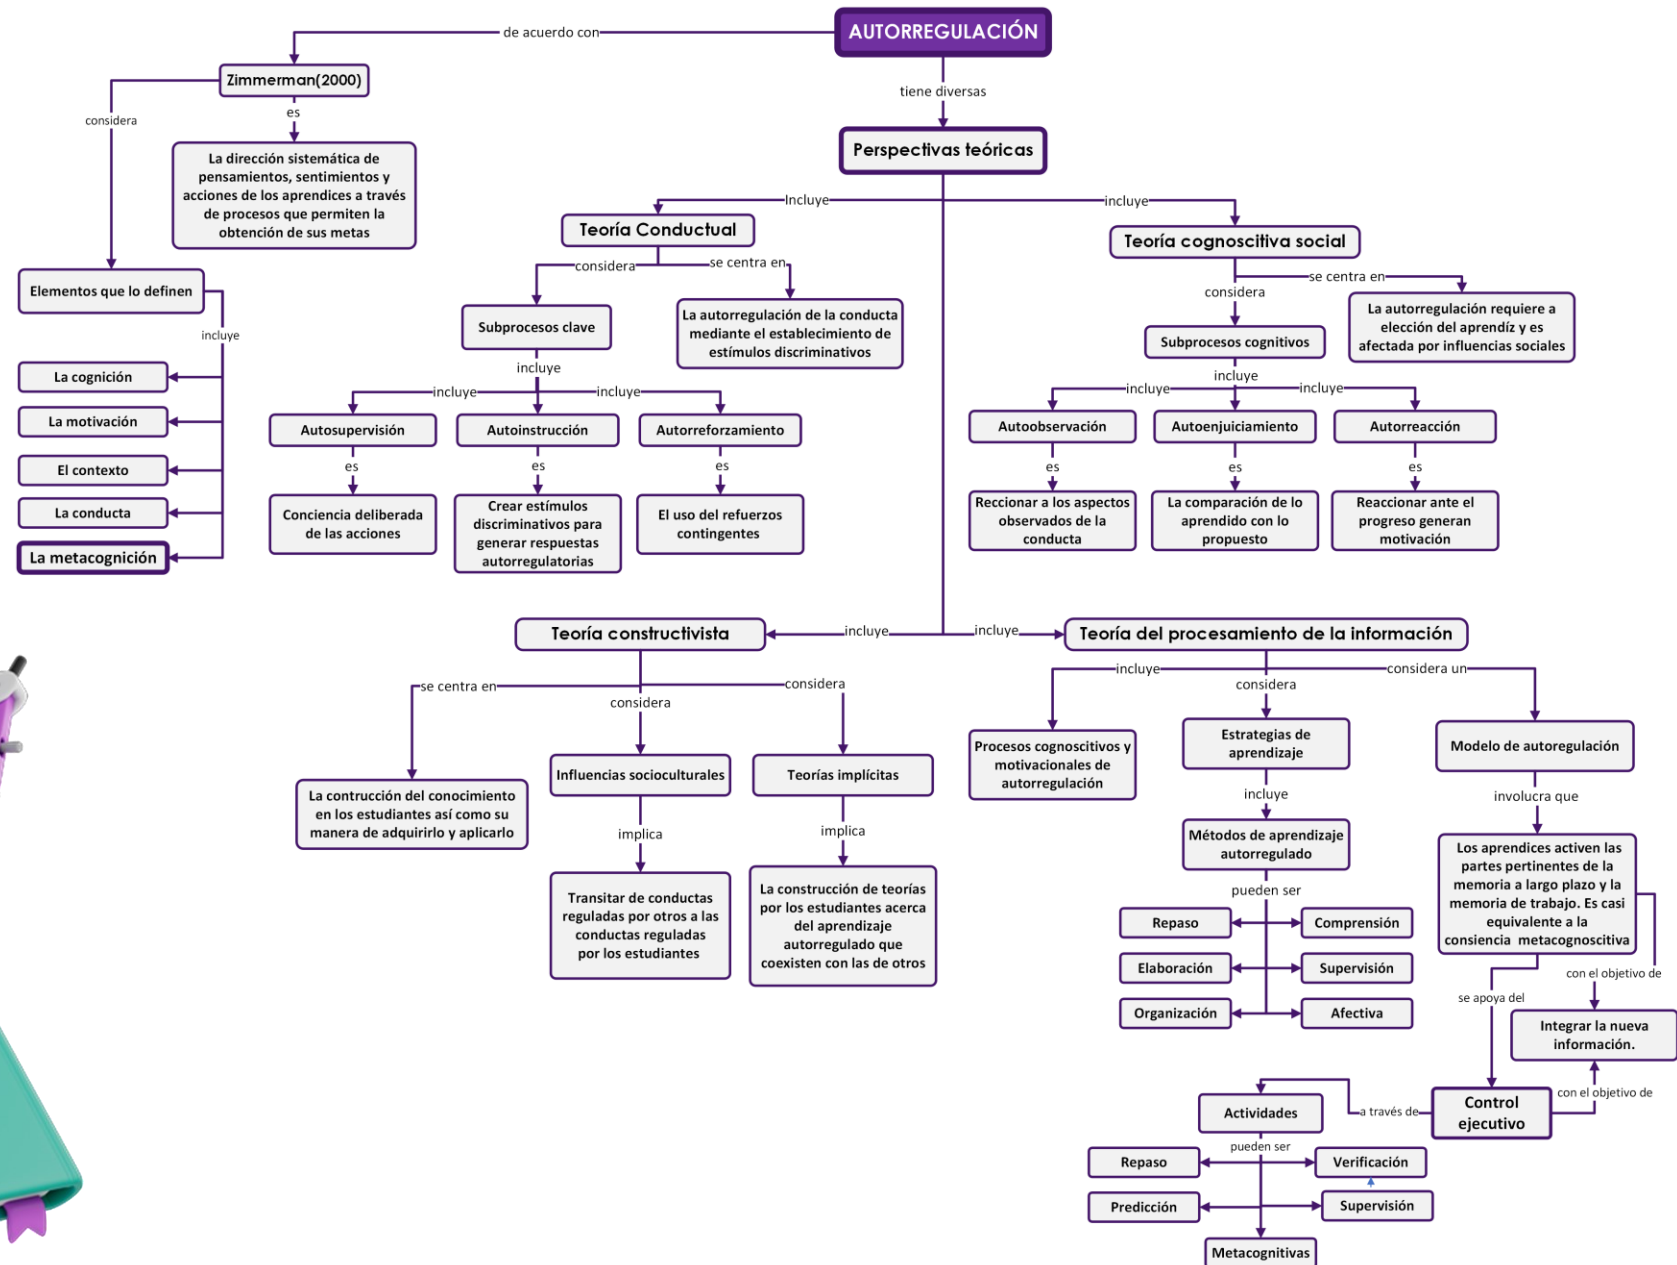 AUTORREGULACIÓN
de acuerdo con
Zimmerman(2000)
tiene diversas
considera
es
La dirección sistemática de
pensamientos, sentimientos y
acciones de los aprendices a través
de procesos que permiten la
obtención de sus metas
Elementos que lo definen
incluye
La cognición
La motivación
El contexto
La conducta
La metacognición
Perspectivas teóricas
Incluye
incluye
Teoría Conductual
considera
se centra en
Subprocesos clave
La autorregulación de la conducta
mediante el establecimiento de
estímulos discriminativos
incluye
incluye
incluye
Autosupervisión
Autoinstrucción
Autorreforzamiento
es
es
es
Conciencia deliberada
de las acciones
Crear estímulos
discriminativos para
generar respuestas
autorregulatorias
El uso del refuerzos
contingentes
Teoría cognoscitiva social
se centra en
considera
La autorregulación requiere a
elección del aprendíz y es
afectada por influencias sociales
Subprocesos cognitivos
incluye
incluye
incluye
Autoobservación
Autoenjuiciamiento
Autorreacción
es
es
es
Reccionar a los aspectos
observados de la
conducta
La comparación de lo
aprendido con lo
propuesto
Reaccionar ante el
progreso generan
motivación
Teoría constructivista
incluye
incluye
Teoría del procesamiento de la información
se centra en
considera
considera
La contrucción del conocimiento
en los estudiantes así como su
manera de adquirirlo y aplicarlo
Influencias socioculturales
Teorías implícitas
implica
implica
Transitar de conductas
reguladas por otros a las
conductas reguladas
por los estudiantes
La construcción de teorías
por los estudiantes acerca
del aprendizaje
autorregulado que
coexisten con las de otros
incluye
considera
considera un
Procesos cognoscitivos y
motivacionales de
autorregulación
Estrategias de
aprendizaje
Modelo de autoregulación
incluye
involucra que
Métodos de aprendizaje
autorregulado
Los aprendices activen las
partes pertinentes de la
memoria a largo plazo y la
memoria de trabajo. Es casi
equivalente a la
consiencia metacognoscitiva
pueden ser
Repaso
Comprensión
Elaboración
Supervisión
Organización
Afectiva
con el objetivo de
se apoya del
Integrar la nueva
información.
con el objetivo de
Control
ejecutivo
a través de
Actividades
pueden ser
Repaso
Verificación
Predicción
Supervisión
Metacognitivas